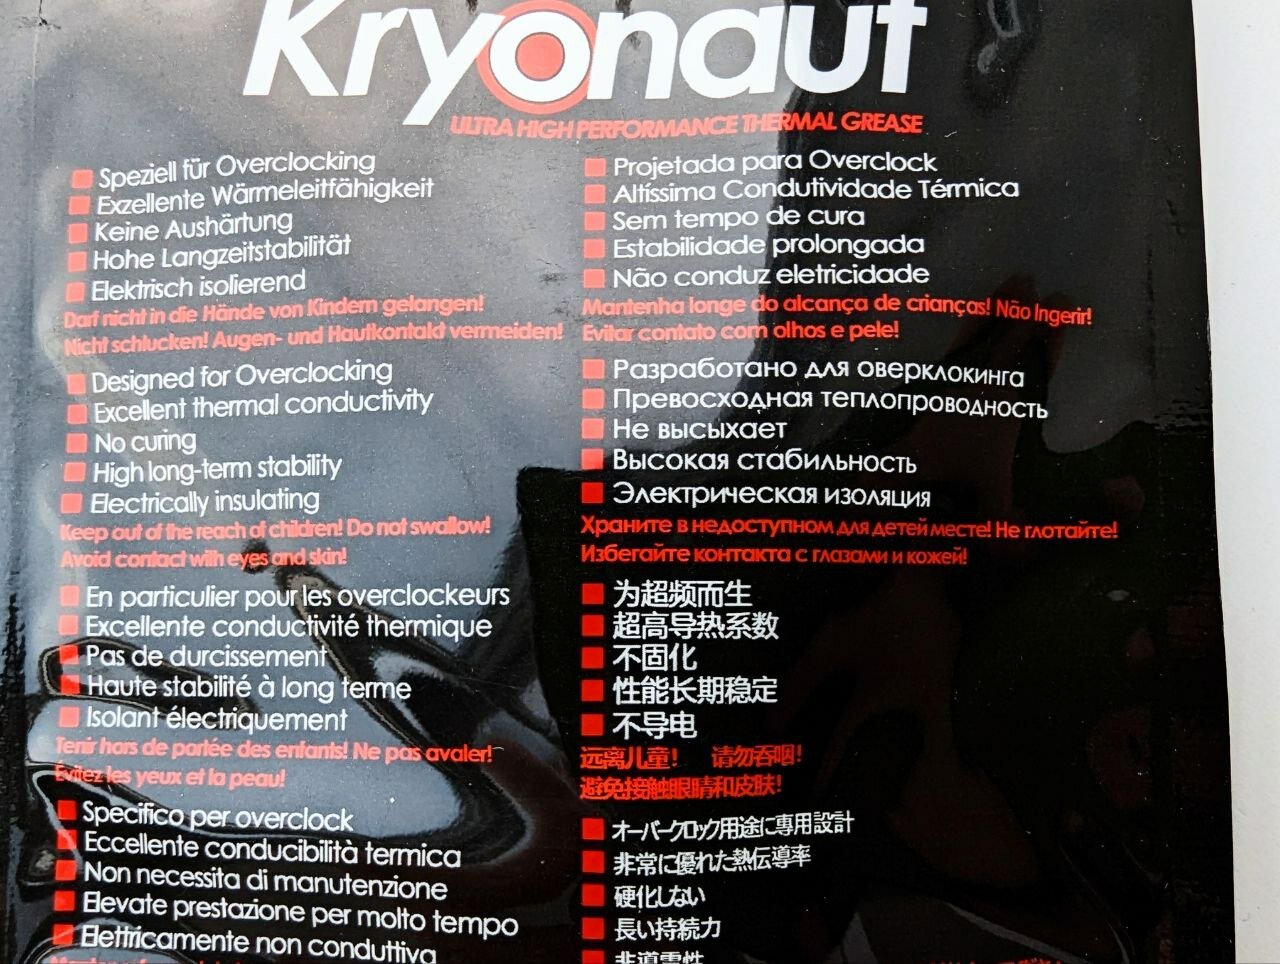 Kryonaut
ULTRA HIGH PERFORMANCE THERMAL GREASE
Speziell für Overclocking
Exzellente Wärmeleitfähigkeit
Keine Aushärtung
Hohe Langzeitstabilität
Elektrisch isolierend
Darf nicht in die Hände von Kindern gelangen!
Nicht schlucken! Augen- und Hautkontakt vermeiden!
Designed for Overclocking
Excellent thermal conductivity
No curing
High long-term stability
Electrically insulating
Keep out of the reach of children! Do not swallow!
Avoid contact with eyes and skin!
En particulier pour les overclockeurs
Excellente conductivité thermique
Pas de durcissement
Haute stabilité à long terme
Isolant électriquement
Tenir hors de portée des enfants! Ne pas avaler!
Évitez les yeux et la peau!
Specifico per overclock
Eccellente conducibilità termica
Non necessita di manutenzione
Elevate prestazione per molto tempo
Elettricamente non conduttiva
Projetada para Overclock
Altíssima Condutividade Térmica
Sem tempo de cura
Estabilidade prolongada
Não conduz eletricidade
Mantenha longe do alcança de crianças! Não Ingerir!
Evitar contato com olhos e pele!
Разработано для оверклокинга
Превосходная теплопроводность
Не высыхает
Высокая стабильность
Электрическая изоляция
Храните в недоступном для детей месте! Не глотайте!
Избегайте контакта с глазами и кожей!
为超频而生
超高导热系数
不固化
性能长期稳定
不导电
远离儿童! 请勿吞咽!
避免接触眼睛和皮肤!
オーバークロック用途に専用設計
非常に優れた熱伝導率
硬化しない
長い持続力
非導電性